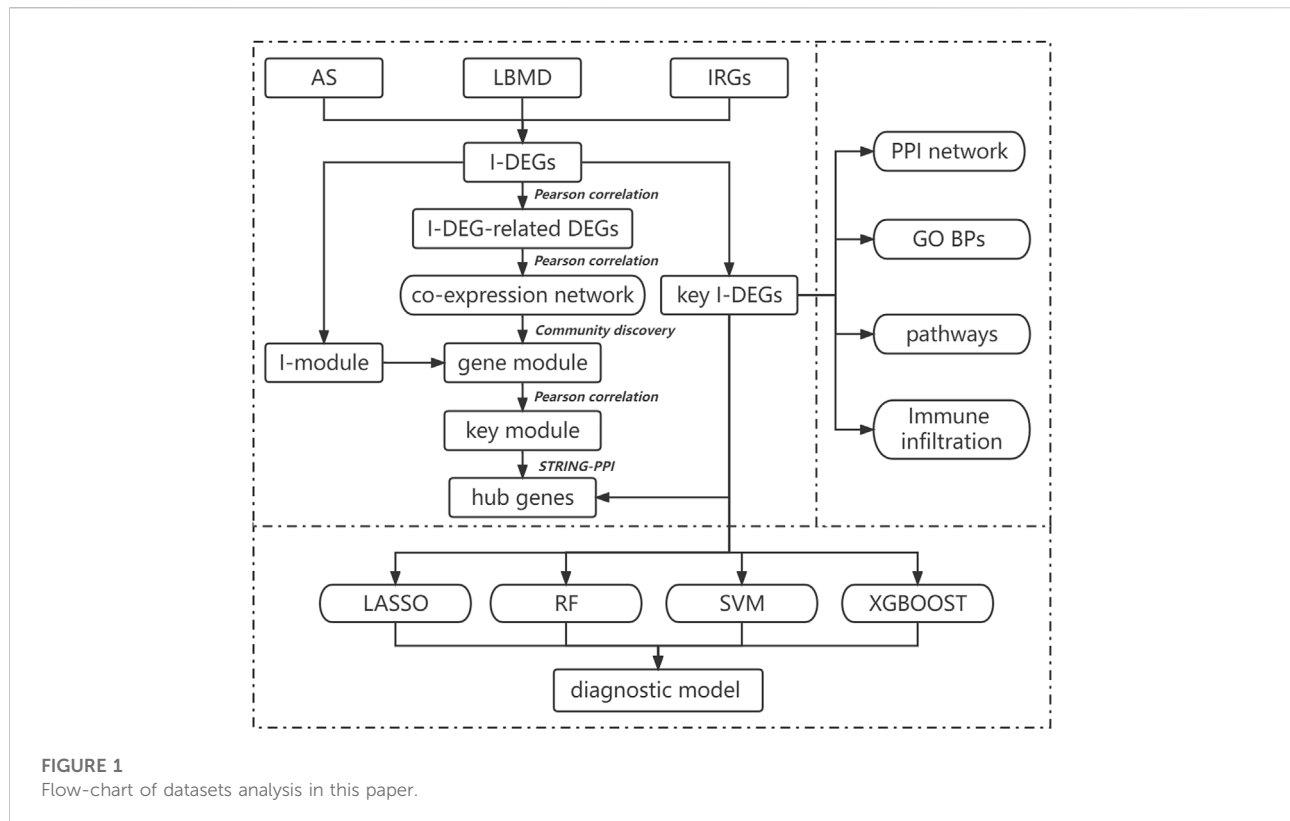 AS
LBMD
IRGs
I-DEGs
Pearson correlation
I-DEG-related DEGs
Pearson correlation
co-expression network
key I-DEGs
Community discovery
I-module
gene module
Pearson correlation
key module
STRING-PPI
hub genes
PPI network
GO BPs
pathways
Immune
infiltration
LASSO
RF
SVM
XGBOOST
diagnostic model
FIGURE 1
Flow-chart of datasets analysis in this paper.